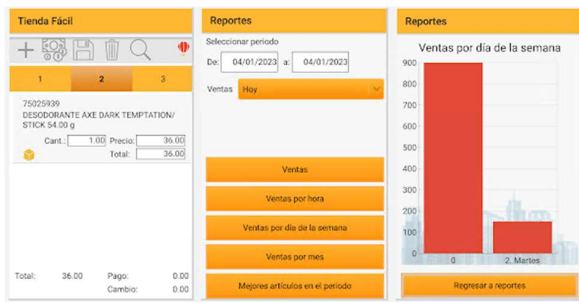 Tienda Fácil
1 2 3
75025939
DESODORANTE AXE DARK TEMPTATION/
STICK 54.00 g
Cant.: 1.00 Precio: 36.00
Total: 36.00
Total: 36.00 Pago: 0.00
Cambio: 0.00
Reportes
Seleccionar periodo
De: 04/01/2023 a: 04/01/2023
Ventas Hoy
Ventas
Ventas por hora
Ventas por día de la semana
Ventas por mes
Mejores artículos en el periodo
Reportes
Ventas por día de la semana
900
800
700
600
500
400
300
200
100
0
0 2. Martes
Regresar a reportes.